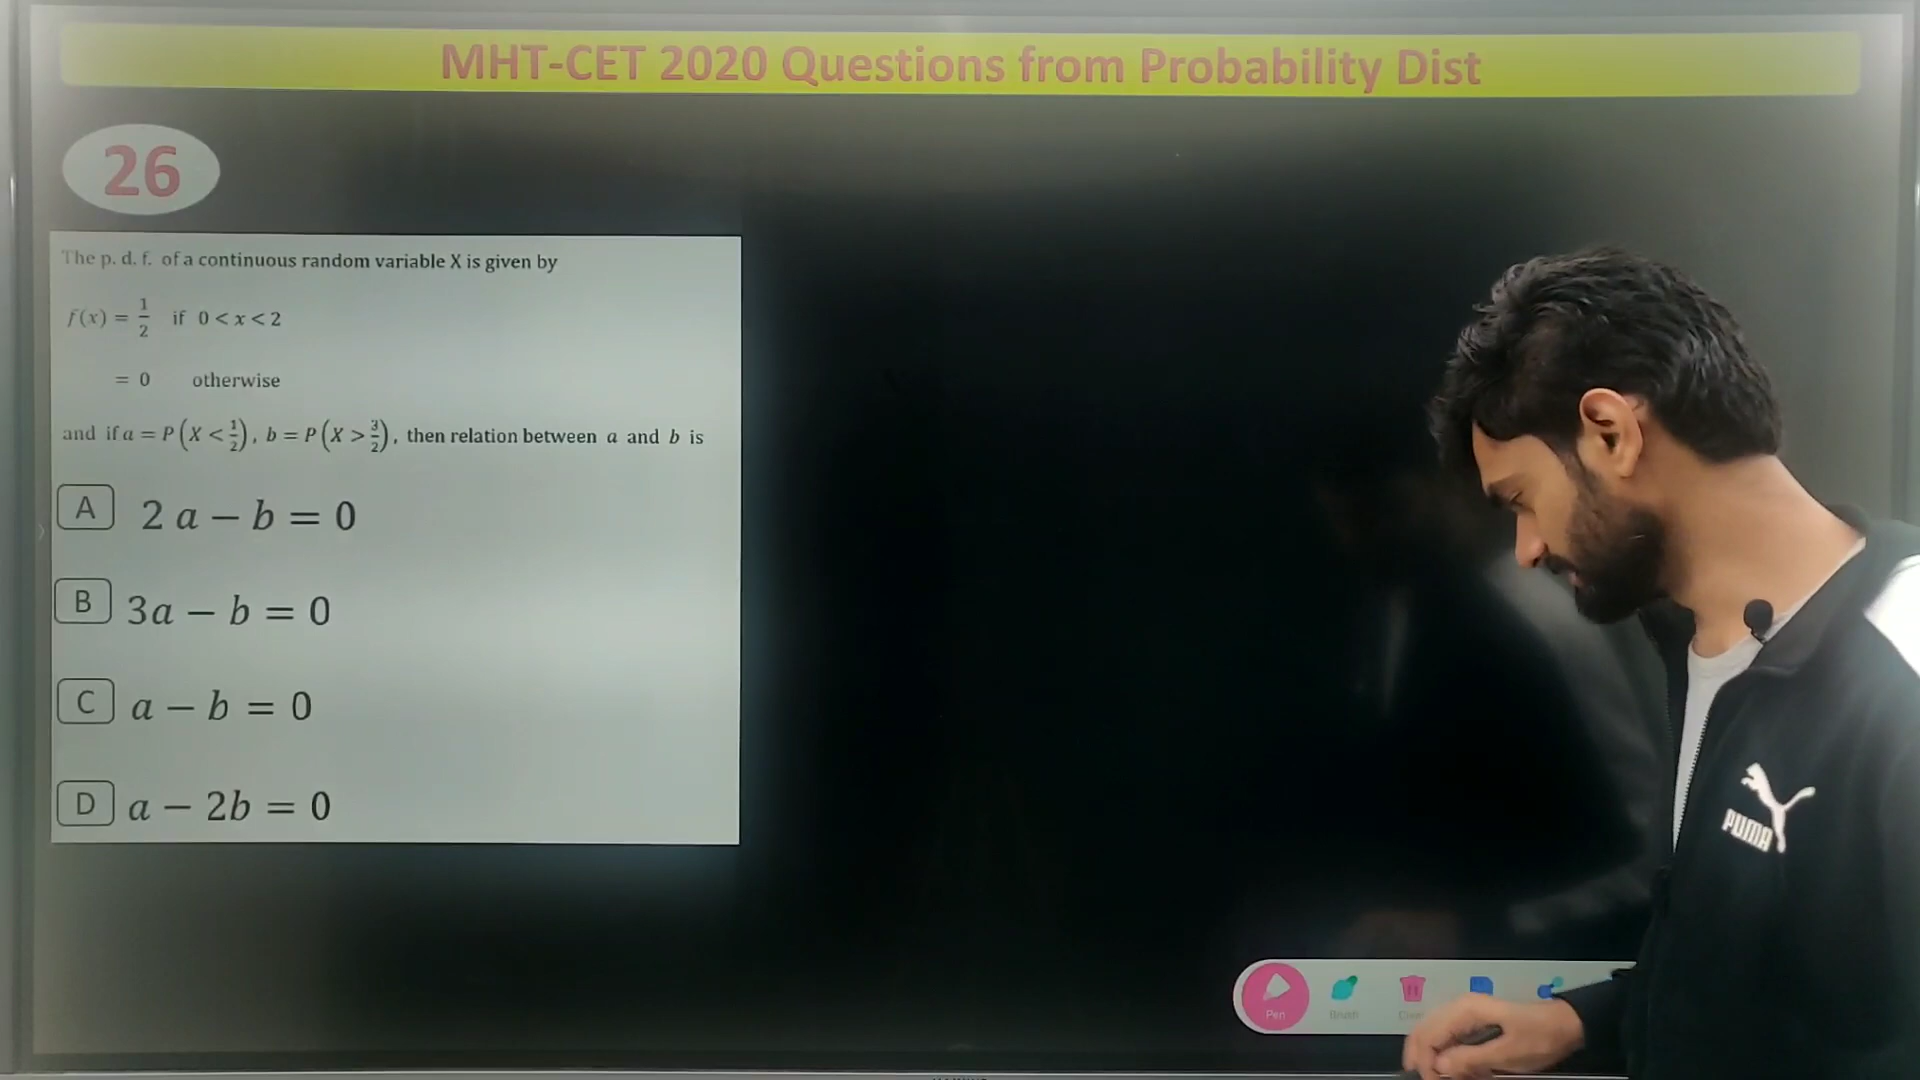 MHT-CET 2020 Questions from Probability Dist
26
The p. d. f. of a continuous random variable X is given by
f(x) = 1/2 if 0 < x < 2
= 0 otherwise
and if a = P(X < 1/2), b = P(X > 3/2), then relation between a and b is
A 2 a − b = 0
B 3a − b = 0
C a − b = 0
D a − 2b = 0
PUMA
Pen Brush